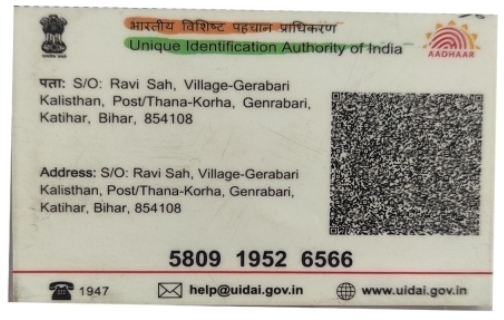 भारतीय विशिष्ट पहचान प्राधिकरण
Unique Identification Authority of India
AADHAAR
पता: S/O: Ravi Sah, Village-Gerabari
Kalisthan, Post/Thana-Korha, Genrabari,
Katihar, Bihar, 854108
Address: S/O: Ravi Sah, Village-Gerabari
Kalisthan, Post/Thana-Korha, Genrabari,
Katihar, Bihar, 854108
5809 1952 6566
1947 help@uidai.gov.in www.uidai.gov.in